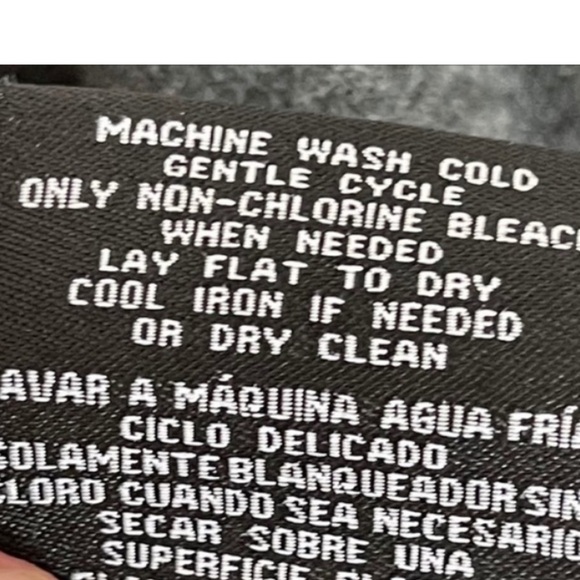 MACHINE WASH COLD
GENTLE CYCLE
ONLY NON-CHLORINE BLEAC
WHEN NEEDED
LAY FLAT TO DRY
COOL IRON IF NEEDED
OR DRY CLEAN
AVAR A MÁQUINA AGUA FRÍ
CICLO DELICADO
SOLAMENTE BLANQUEADOR SIN
CLORO CUANDO SEA NECESARIO
SECAR SOBRE UNA
SUPERFICIE